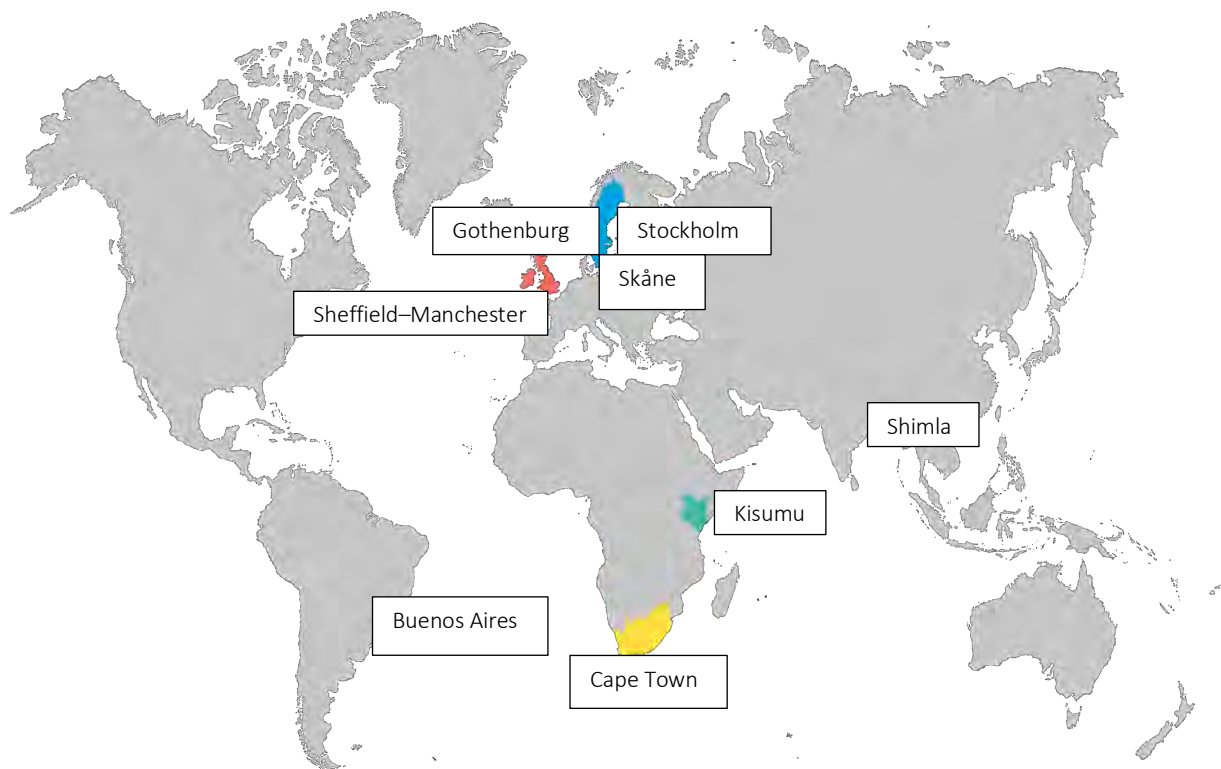 Gothenburg
Stockholm
Skåne
Sheffield–Manchester
Shimla
Kisumu
Buenos Aires
Cape Town